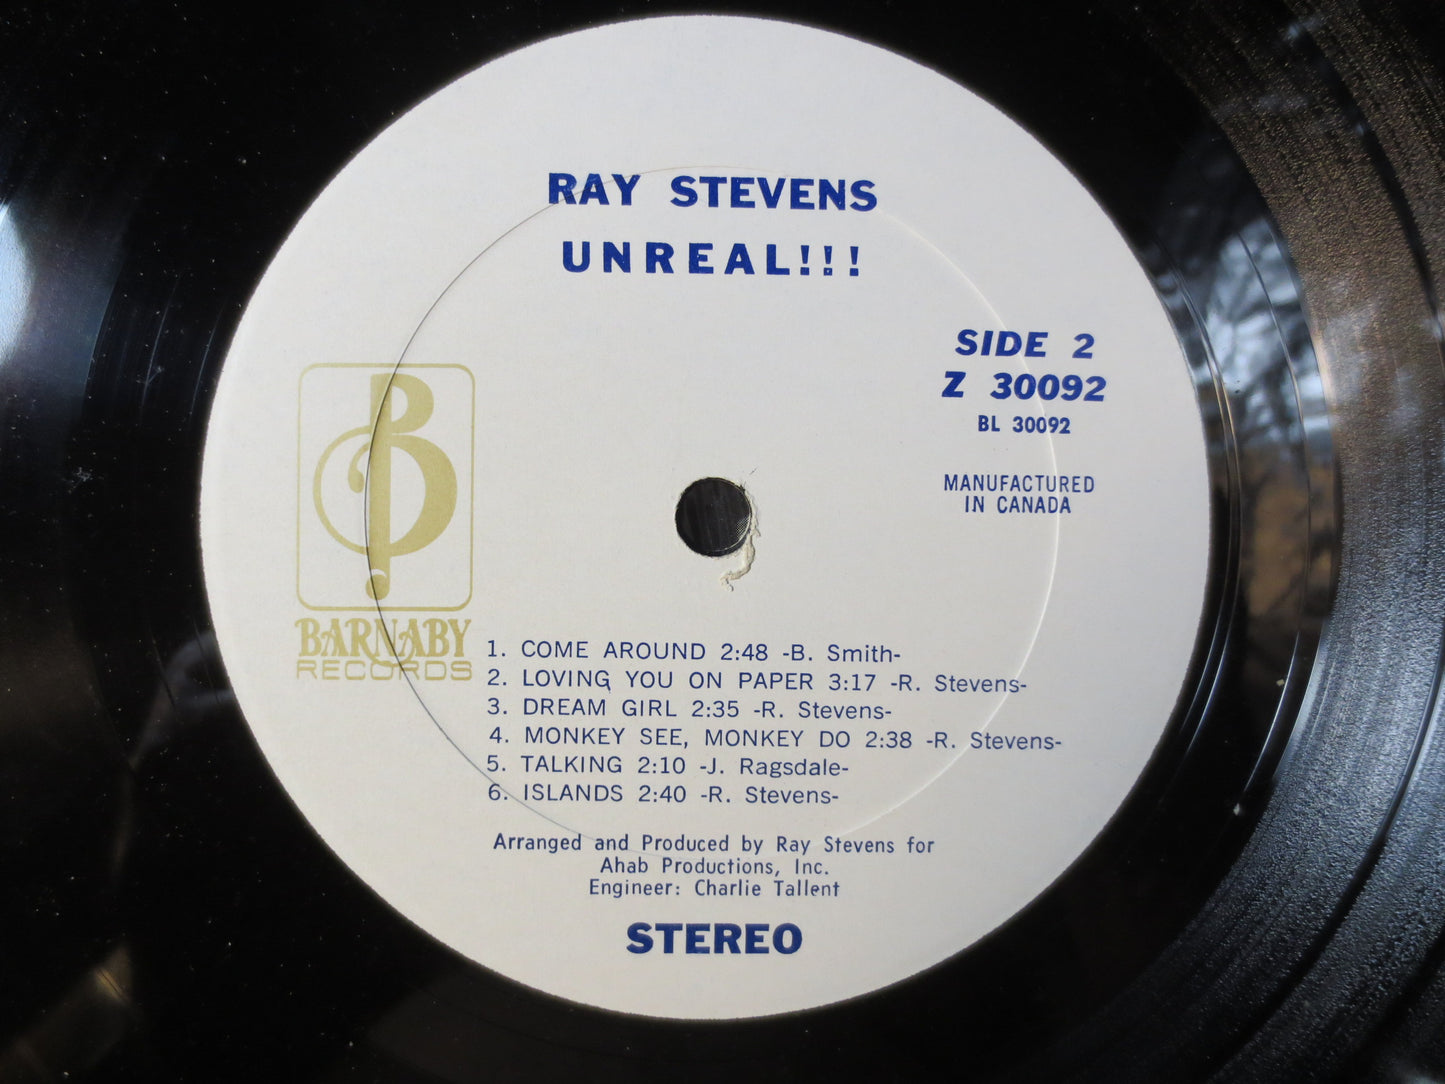 RAY STEVENS
UNREAL!!!
SIDE 2
Z 30092
BL 30092
MANUFACTURED
IN CANADA
B
BARNABY
RECORDS
1. COME AROUND 2:48 -B. Smith-
2. LOVING YOU ON PAPER 3:17 -R. Stevens-
3. DREAM GIRL 2:35 -R. Stevens-
4. MONKEY SEE, MONKEY DO 2:38 -R. Stevens-
5. TALKING 2:10 -J. Ragsdale-
6. ISLANDS 2:40 -R. Stevens-
Arranged and Produced by Ray Stevens for
Ahab Productions, Inc.
Engineer: Charlie Tallent
STEREO